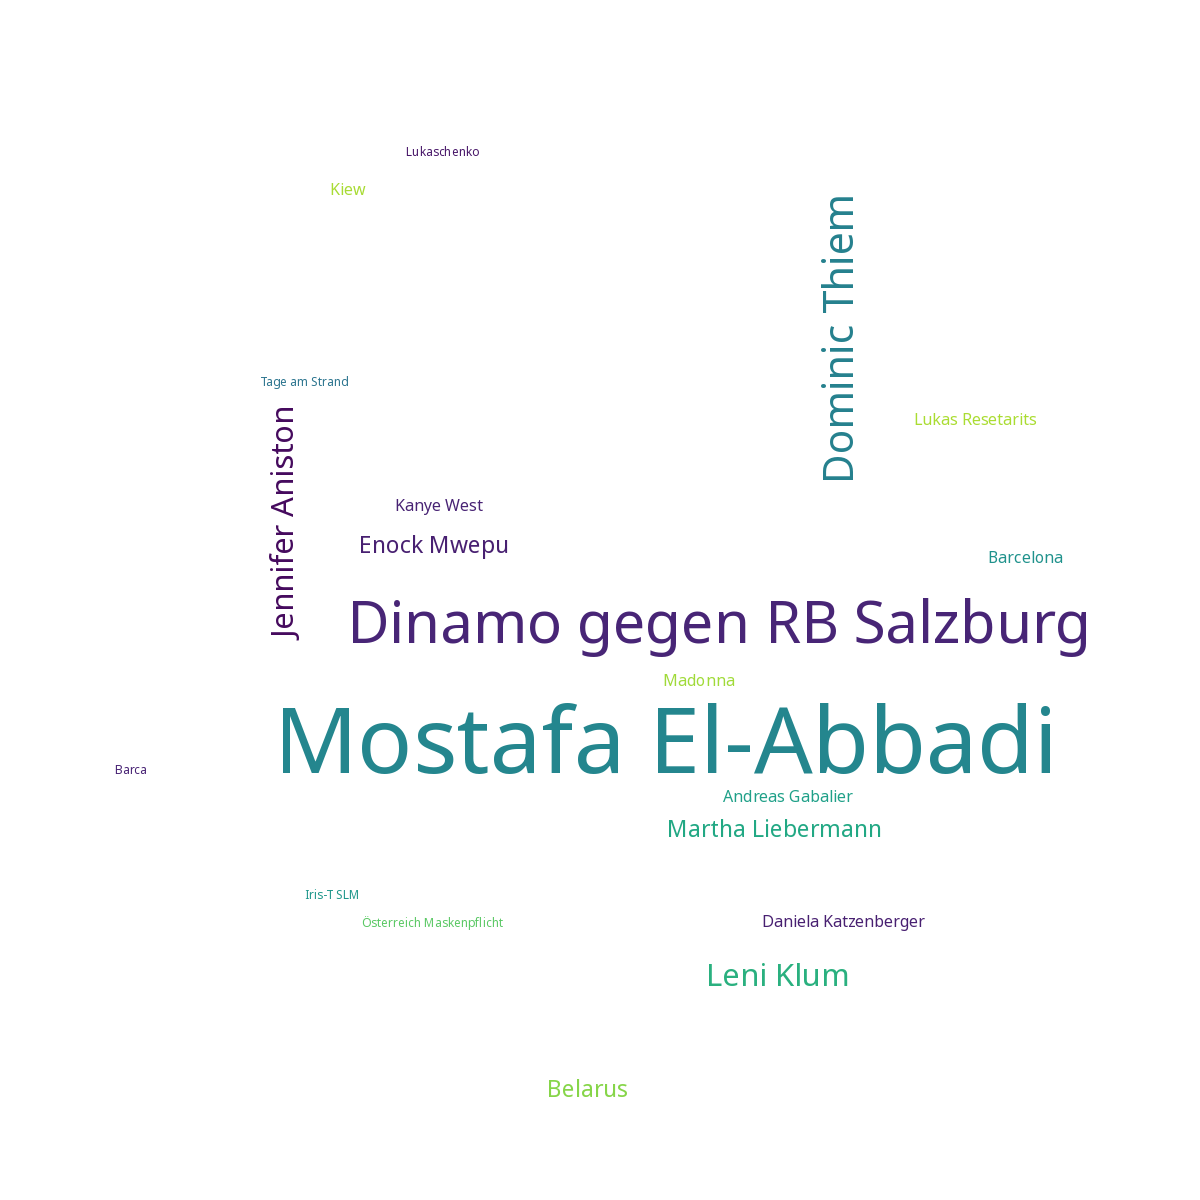 Lukaschenko
Kiew
Dominic Thiem
Tage am Strand
Jennifer Aniston
Lukas Resetarits
Kanye West
Enock Mwepu
Barcelona
Dinamo gegen RB Salzburg
Madonna
Mostafa El-Abbadi
Barca
Andreas Gabalier
Martha Liebermann
Iris-T SLM
Österreich Maskenpflicht
Daniela Katzenberger
Leni Klum
Belarus